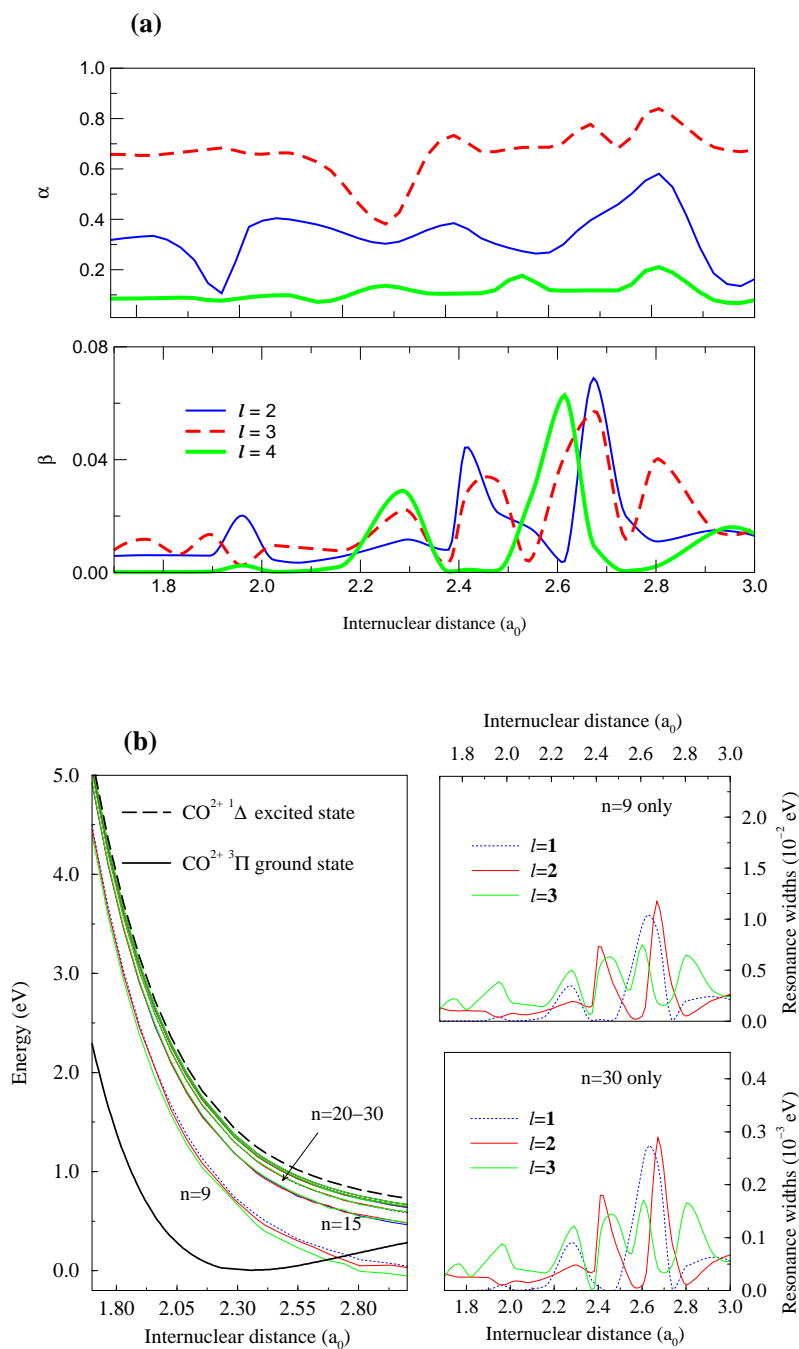 (a)
1.0
0.8
0.6
0.4
0.2
α
0.08
0.04
0.00
β
l = 2
l = 3
l = 4
1.8 2.0 2.2 2.4 2.6 2.8 3.0
Internuclear distance (a0)
(b)
5.0
4.0
3.0
2.0
1.0
0.0
Energy (eV)
CO2+ 1Δ excited state
CO2+ 3Π ground state
n=20−30
n=9
n=15
1.80 2.05 2.30 2.55 2.80
Internuclear distance (a0)
Internuclear distance (a0)
1.8 2.0 2.2 2.4 2.6 2.8 3.0
n=9 only
l=1
l=2
l=3
2.0
1.5
1.0
0.5
0.0
Resonance widths (10−2 eV)
n=30 only
l=1
l=2
l=3
0.4
0.3
0.2
0.1
0.0
Resonance widths (10−3 eV)
1.8 2.0 2.2 2.4 2.6 2.8 3.0
Internuclear distance (a0)